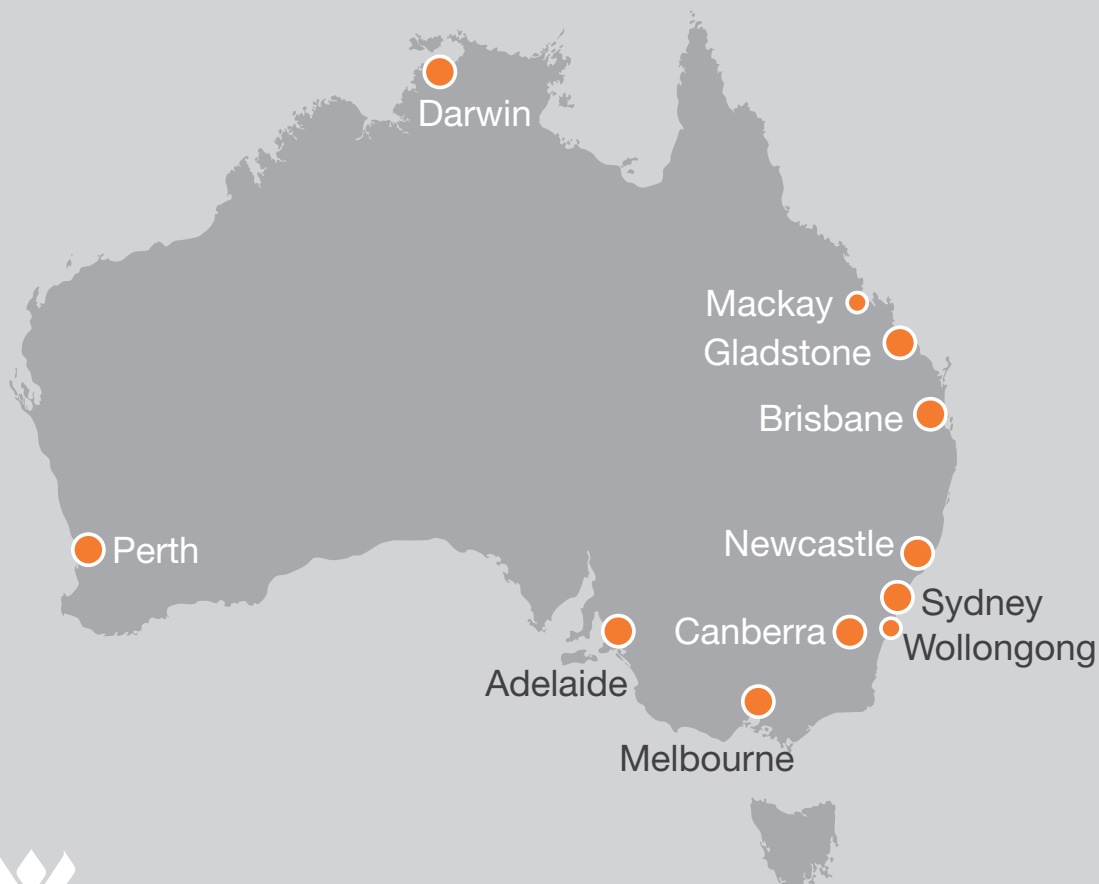 Darwin
Mackay
Gladstone
Brisbane
Newcastle
Perth
Sydney
Canberra
Wollongong
Adelaide
Melbourne